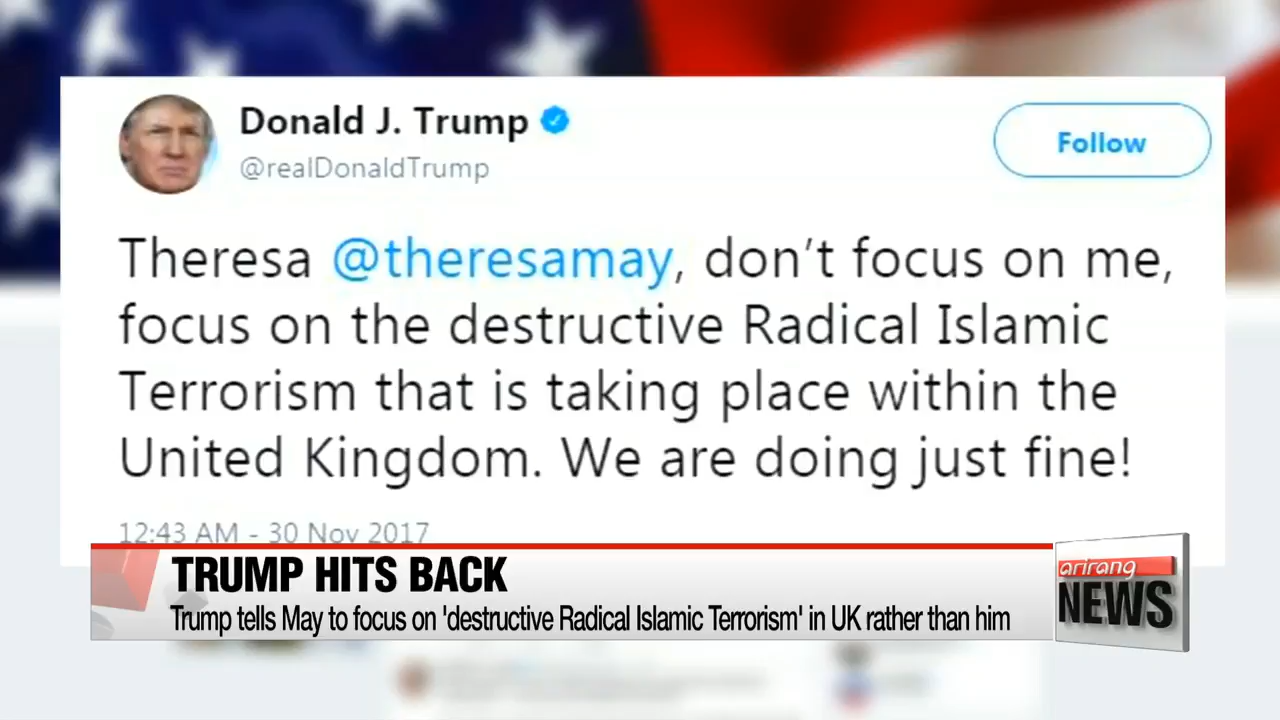 Donald J. Trump
@realDonaldTrump
Follow
Theresa @theresamay, don't focus on me,
focus on the destructive Radical Islamic
Terrorism that is taking place within the
United Kingdom. We are doing just fine!
12:43 AM - 30 Nov 2017
TRUMP HITS BACK
Trump tells May to focus on 'destructive Radical Islamic Terrorism' in UK rather than him
arirang
NEWS